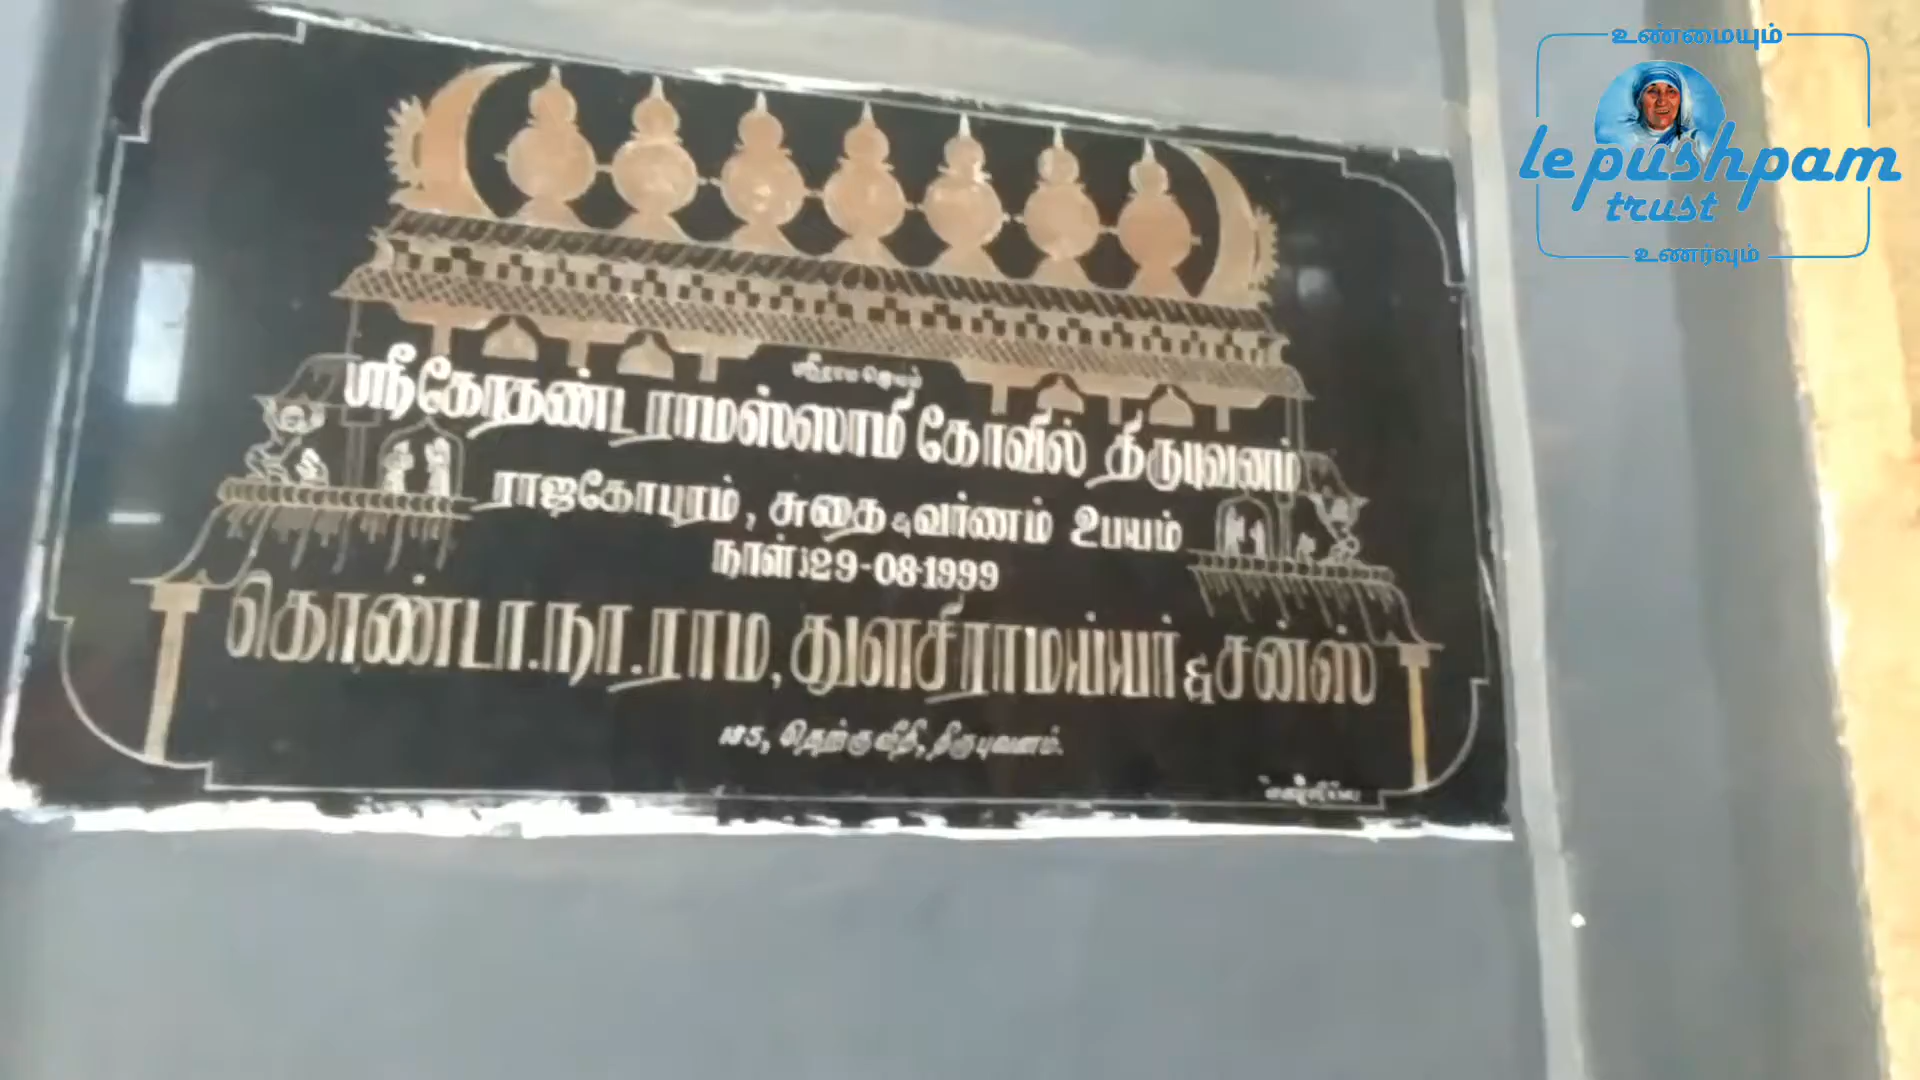 ஸ்ரீராமஜெயம்
ஸ்ரீகோதண்டராமஸ்ஸாமி கோவில் திருபுவனம்
ராஜகோபுரம், சுதை & வர்ணம் உபயம்
நாள்:29-08-1999
கொண்டா.நா.ராம, துளசிராமய்யர் & சன்ஸ்
தெற்குவீதி, திருபுவனம்.
உண்மையும்
le pushpam
trust
உணர்வும்